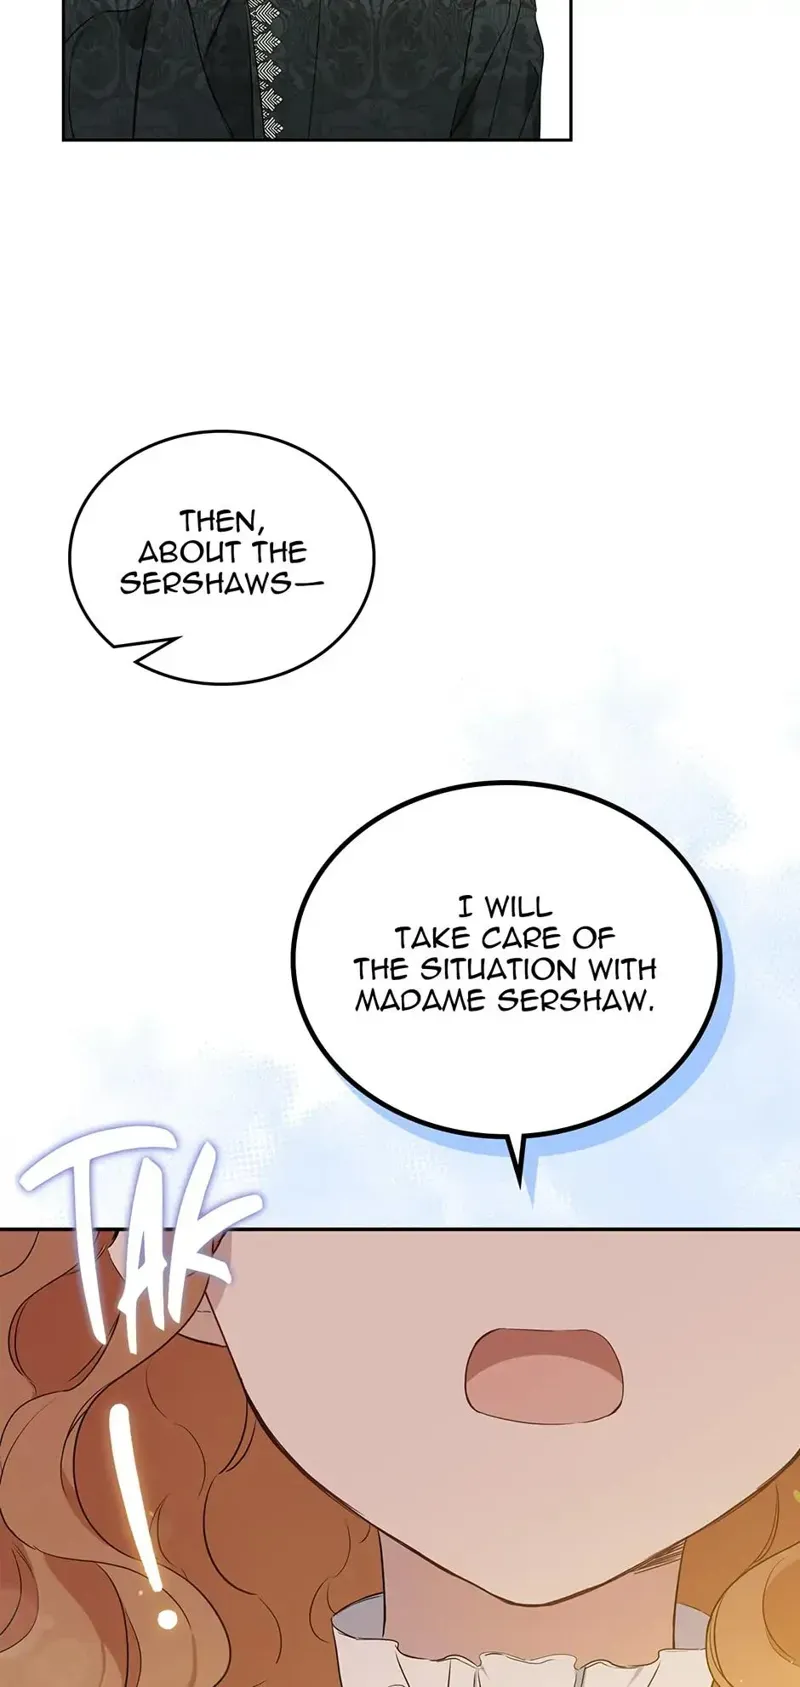 THEN,
ABOUT THE
SERSHAWS—
I WILL
TAKE CARE OF
THE SITUATION WITH
MADAME SERSHAW.
TAK!